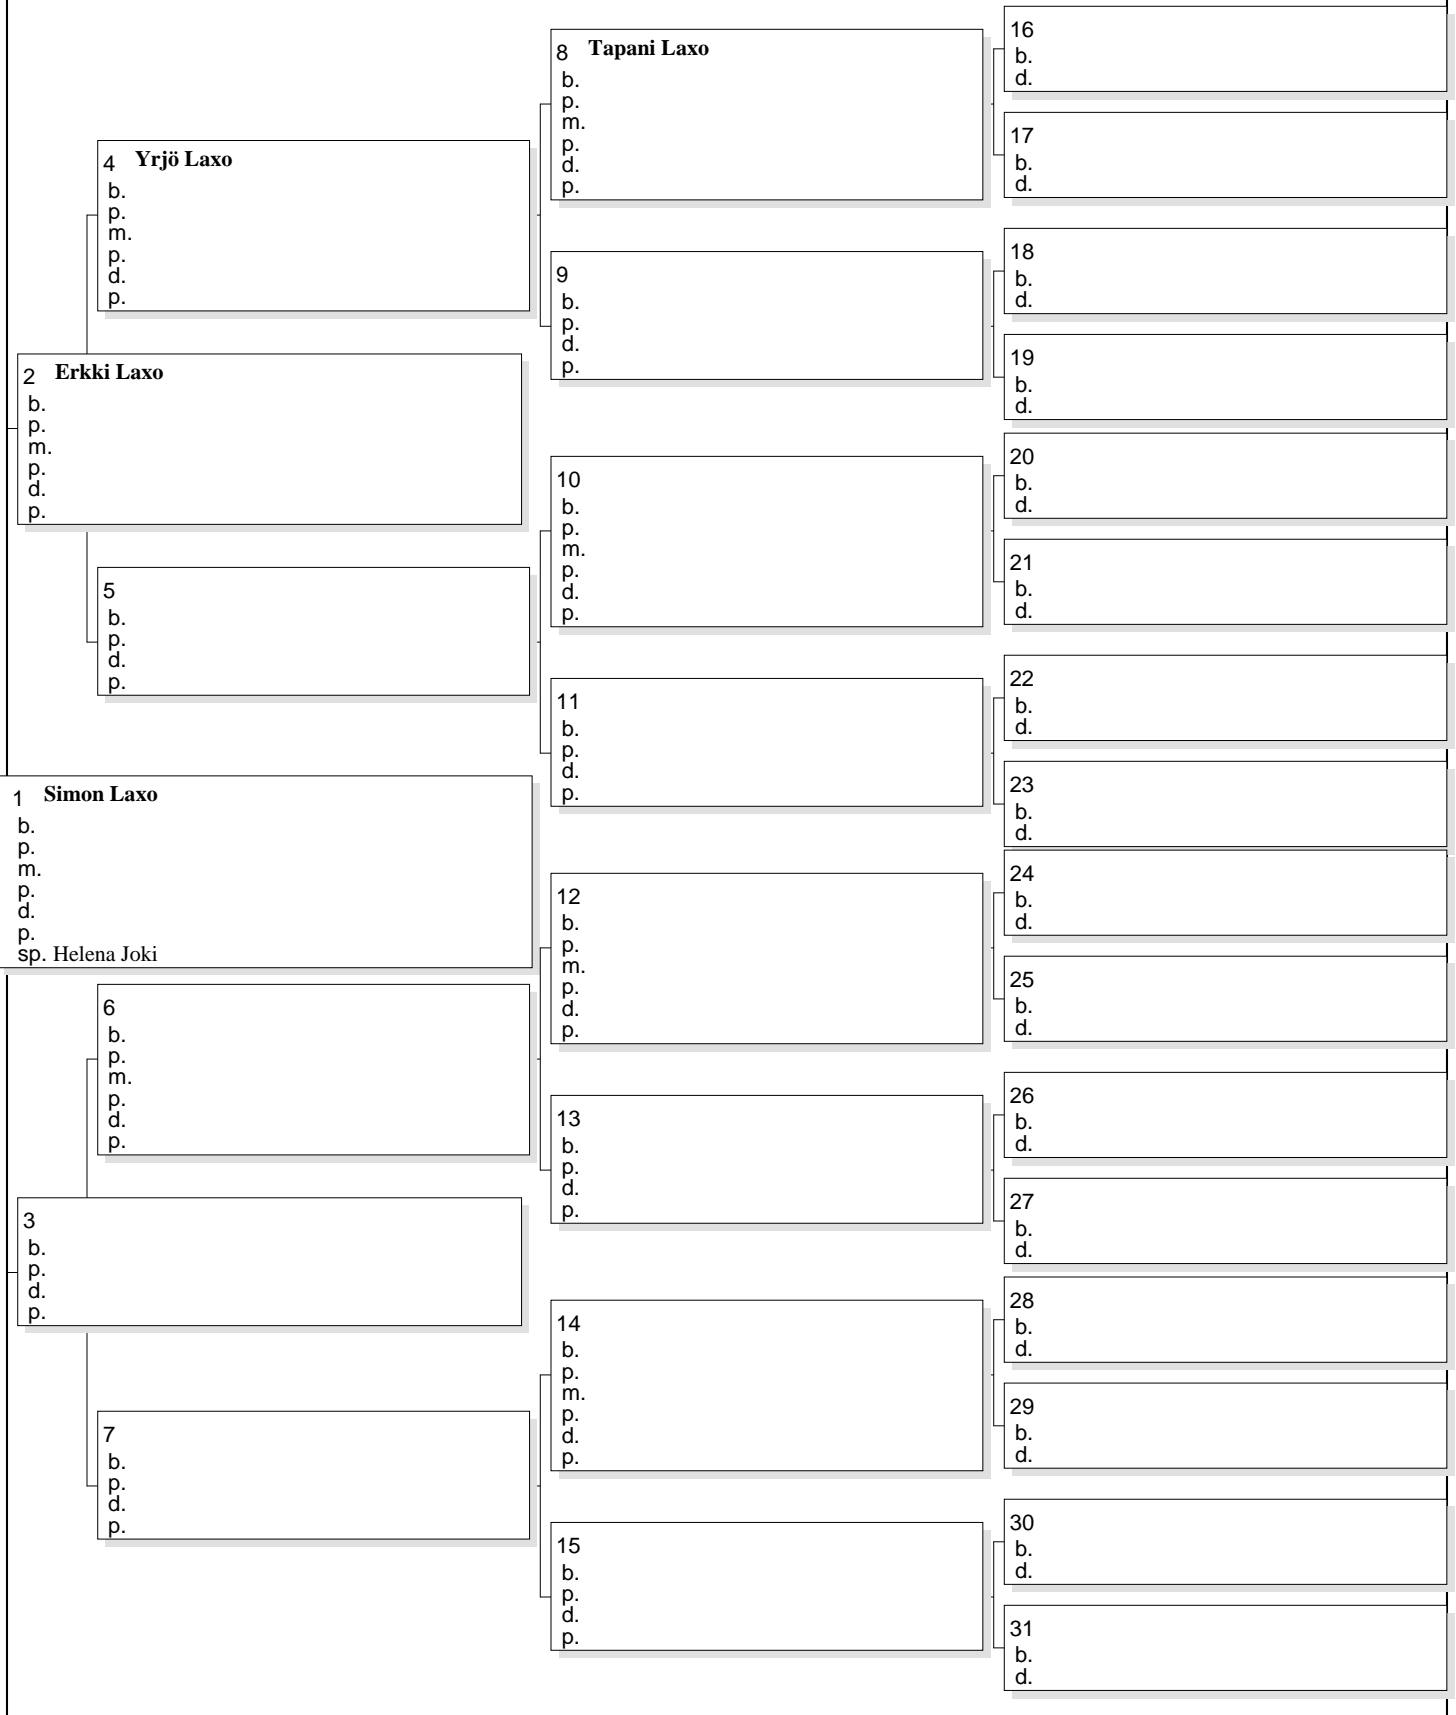 16
b.
d.
8 Tapani Laxo
b.
p.
m.
p.
d.
p.
17
b.
d.
4 Yrjö Laxo
b.
p.
m.
p.
d.
p.
18
b.
d.
9
b.
p.
d.
p.
19
b.
d.
2 Erkki Laxo
b.
p.
m.
p.
d.
p.
20
b.
d.
10
b.
p.
m.
p.
d.
p.
21
b.
d.
5
b.
p.
d.
p.
22
b.
d.
11
b.
p.
d.
p.
23
b.
d.
1 Simon Laxo
b.
p.
m.
p.
d.
p.
sp. Helena Joki
24
b.
d.
12
b.
p.
m.
p.
d.
p.
25
b.
d.
6
b.
p.
m.
p.
d.
p.
26
b.
d.
13
b.
p.
d.
p.
27
b.
d.
3
b.
p.
d.
p.
28
b.
d.
14
b.
p.
m.
p.
d.
p.
29
b.
d.
7
b.
p.
d.
p.
30
b.
d.
15
b.
p.
d.
p.
31
b.
d.